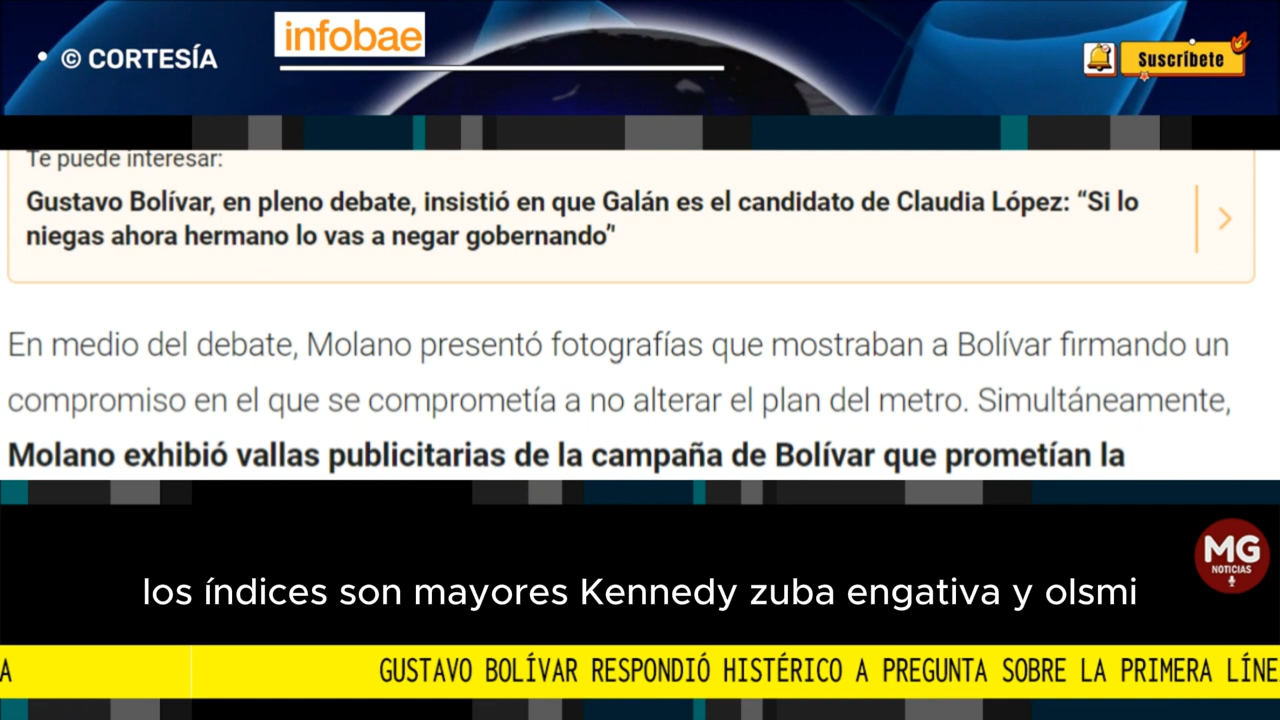 © CORTESÍA
infobae
Suscríbete
Te puede interesar:
Gustavo Bolívar, en pleno debate, insistió en que Galán es el candidato de Claudia López: “Si lo
niegas ahora hermano lo vas a negar gobernando”
En medio del debate, Molano presentó fotografías que mostraban a Bolívar firmando un
compromiso en el que se comprometía a no alterar el plan del metro. Simultáneamente,
Molano exhibió vallas publicitarias de la campaña de Bolívar que prometían la
MG
NOTICIAS
los índices son mayores Kennedy zuba engativa y olsmi
A GUSTAVO BOLÍVAR RESPONDIÓ HISTÉRICO A PREGUNTA SOBRE LA PRIMERA LÍNE